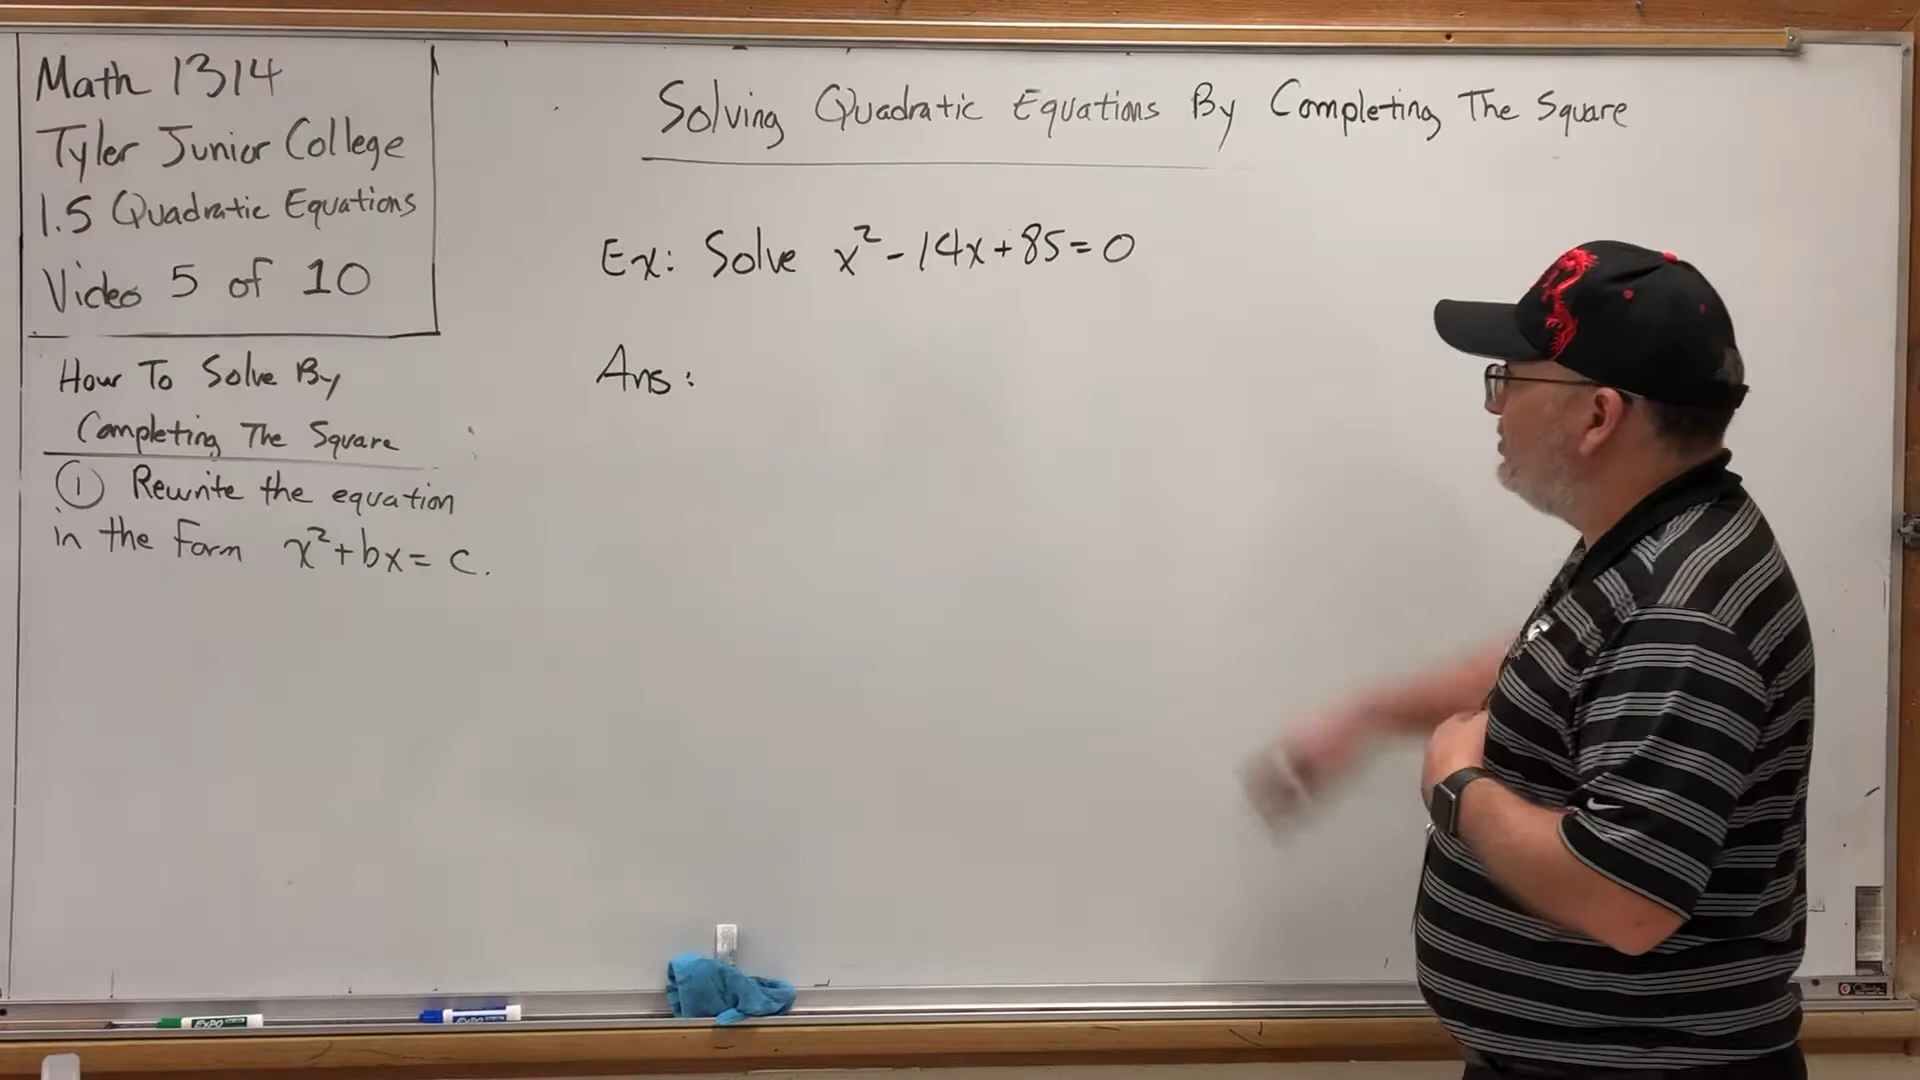 Math 1314
Tyler Junior College
1.5 Quadratic Equations
Video 5 of 10
How To Solve By
Completing The Square
① Rewrite the equation
in the form x²+bx= c.
Solving Quadratic Equations By Completing The Square
Ex: Solve x²-14x+85=0
Ans:
EXPO
EXPO